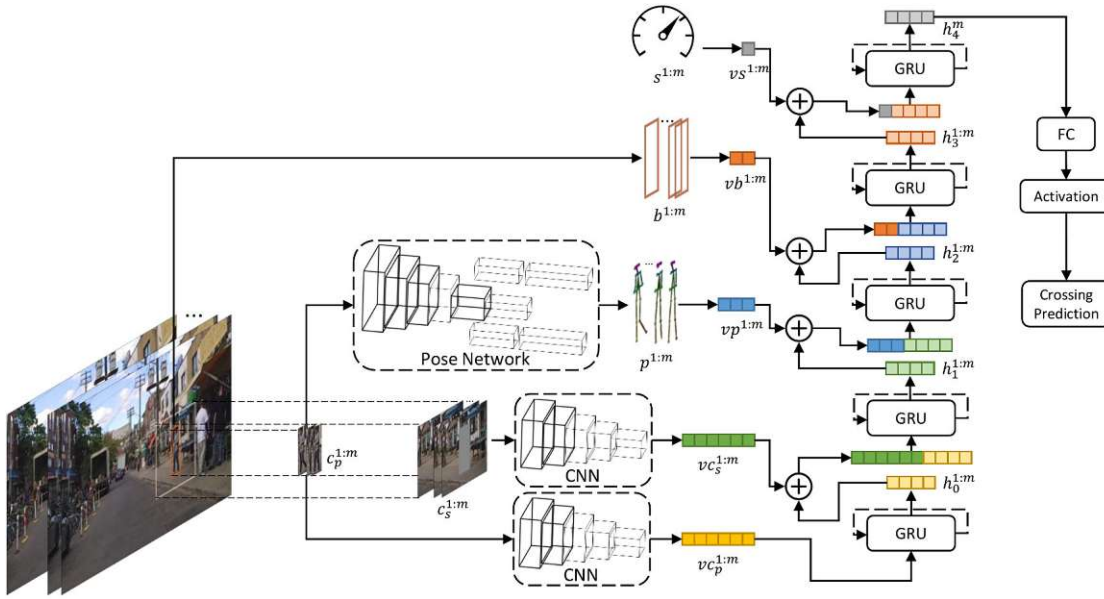 ...
s^{1:m}
vs^{1:m}
h_4^m
GRU
FC
h_3^{1:m}
...
b^{1:m}
vb^{1:m}
GRU
Activation
h_2^{1:m}
...
Pose Network
...
p^{1:m}
vp^{1:m}
GRU
Crossing
Prediction
h_1^{1:m}
c_p^{1:m}
...
c_s^{1:m}
CNN
vc_s^{1:m}
GRU
h_0^{1:m}
CNN
vc_p^{1:m}
GRU